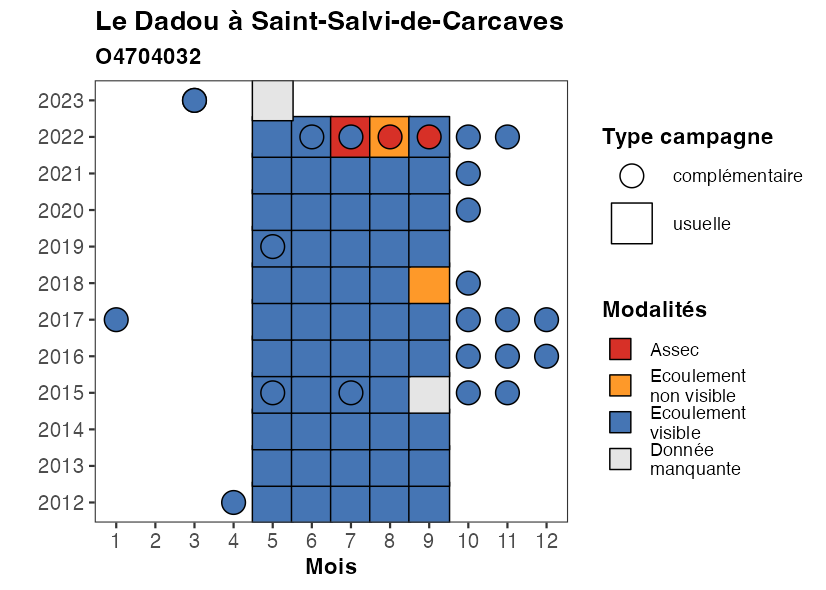 Le Dadou à Saint-Salvi-de-Carcaves
O4704032
2023
2022
2021
2020
2019
2018
2017
2016
2015
2014
2013
2012
1 2 3 4 5 6 7 8 9 10 11 12
Mois
Type campagne
complémentaire
usuelle
Modalités
Assec
Ecoulement
non visible
Ecoulement
visible
Donnée
manquante